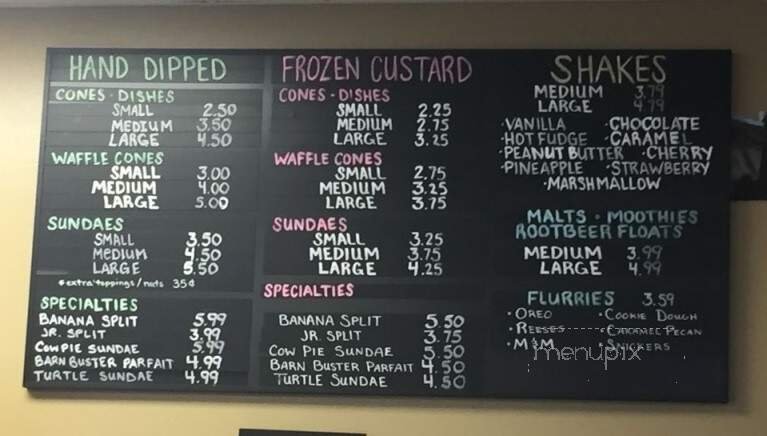 HAND DIPPED
CONES · DISHES
SMALL 2.50
MEDIUM 3.50
LARGE 4.50
WAFFLE CONES
SMALL 3.00
MEDIUM 4.00
LARGE 5.00
SUNDAES
SMALL 3.50
MEDIUM 4.50
LARGE 5.50
*extra toppings/nuts 35¢
SPECIALTIES
BANANA SPLIT 5.99
JR. SPLIT 3.99
COW PIE SUNDAE 5.99
BARN BUSTER PARFAIT 4.99
TURTLE SUNDAE 4.99
FROZEN CUSTARD
CONES · DISHES
SMALL 2.25
MEDIUM 2.75
LARGE 3.25
WAFFLE CONES
SMALL 2.75
MEDIUM 3.25
LARGE 3.75
SUNDAES
SMALL 3.25
MEDIUM 3.75
LARGE 4.25
SPECIALTIES
BANANA SPLIT 5.50
JR. SPLIT 3.75
COW PIE SUNDAE 5.50
BARN BUSTER PARFAIT 4.50
TURTLE SUNDAE 4.50
SHAKES
MEDIUM 3.79
LARGE 4.79
·VANILLA ·CHOCOLATE
·HOT FUDGE ·CARAMEL
·PEANUT BUTTER ·CHERRY
·PINEAPPLE ·STRAWBERRY
·MARSHMALLOW
MALTS · MOOTHIES
ROOTBEER FLOATS
MEDIUM 3.99
LARGE 4.99
FLURRIES 3.59
·OREO ·COOKIE DOUGH
·REESES ·CARAMEL PECAN
·M&M ·SNICKERS
menupix